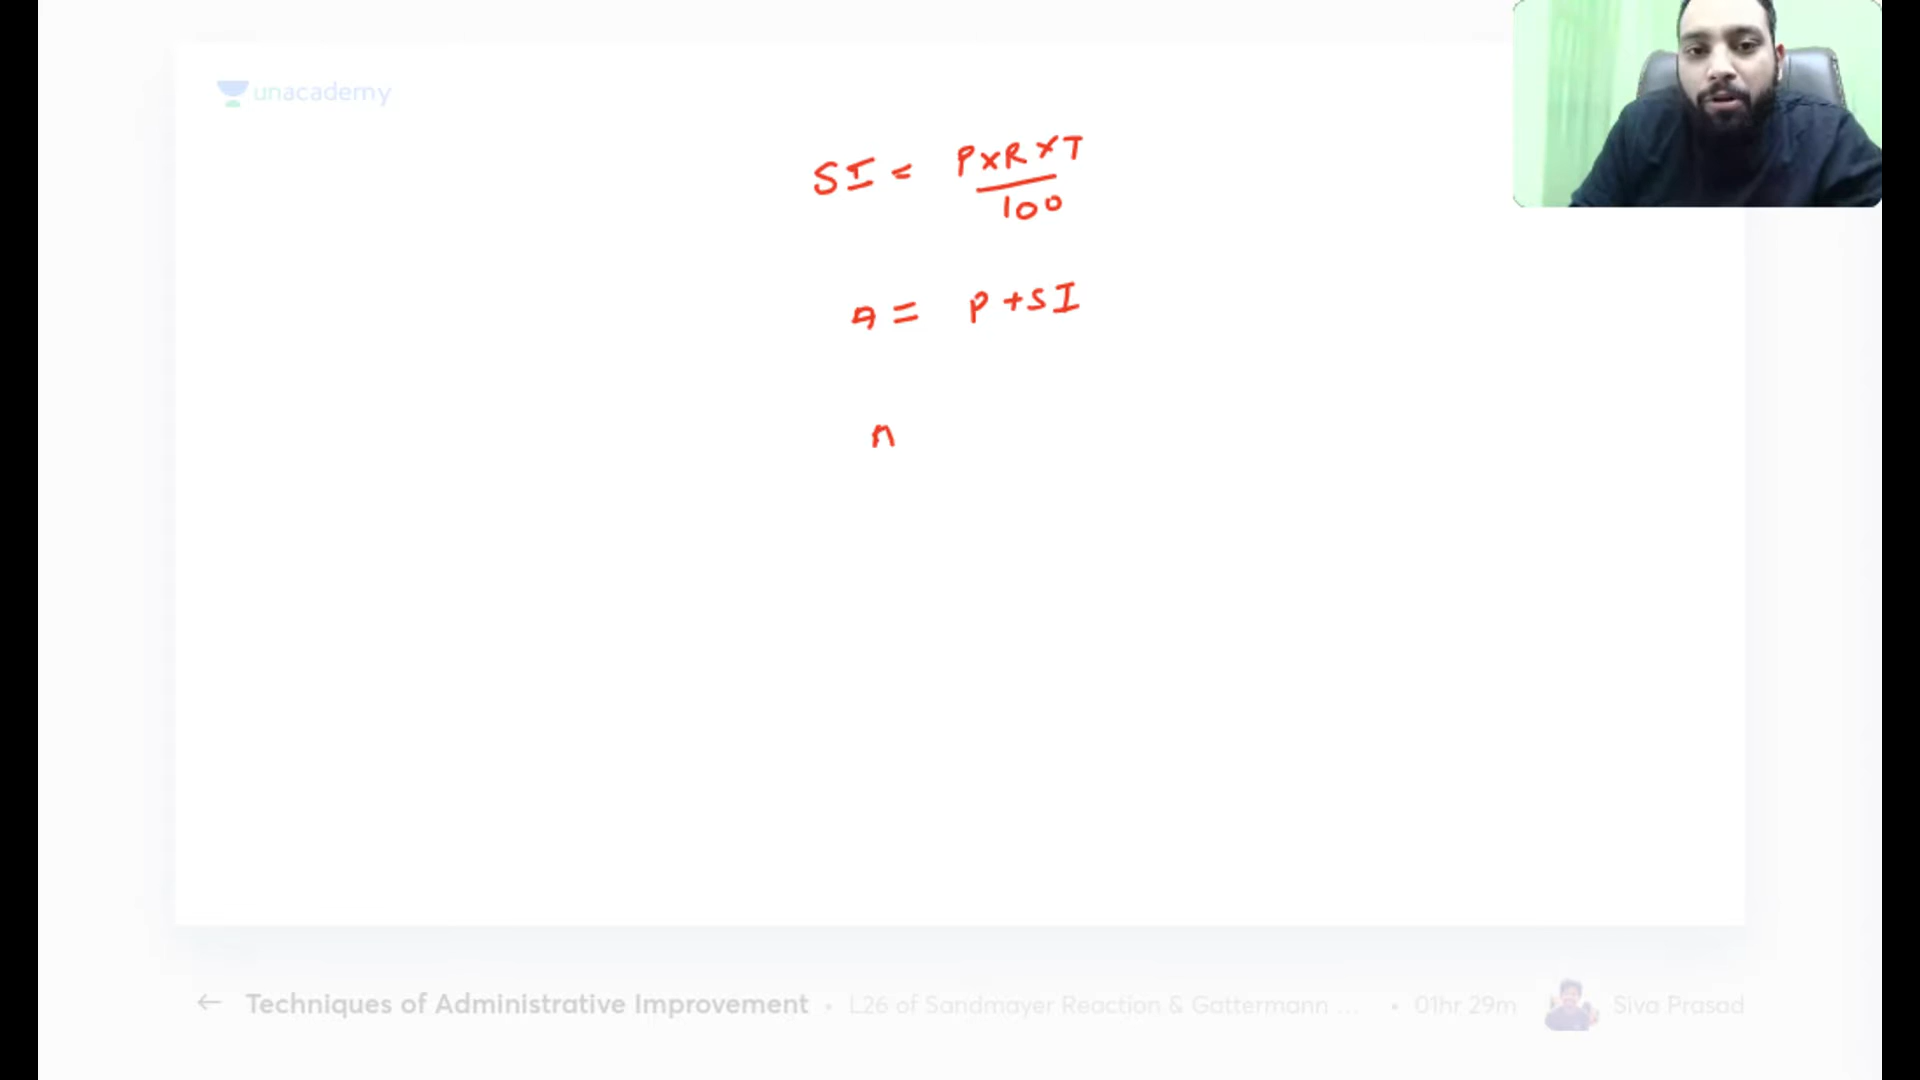 unacademy
SI = P×R×T
100
A = P+SI
A
← Techniques of Administrative Improvement • L26 of Sandmayer Reaction & Gattermann ... • 01hr 29m Siva Prasad